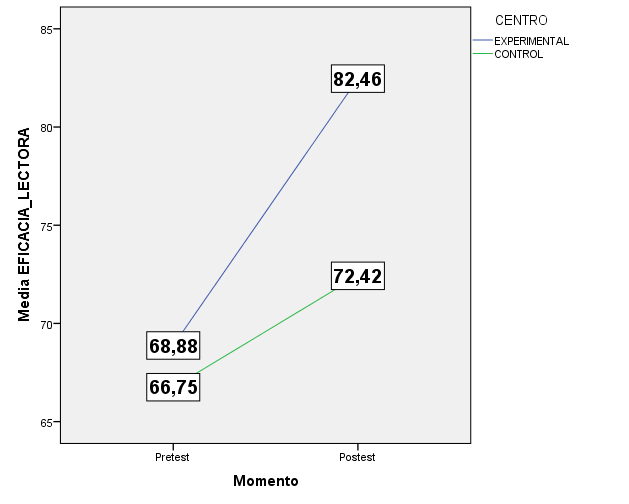 CENTRO
EXPERIMENTAL
CONTROL
Media EFICACIA_LECTORA
85
80
75
70
65
82,46
72,42
68,88
66,75
Pretest
Postest
Momento